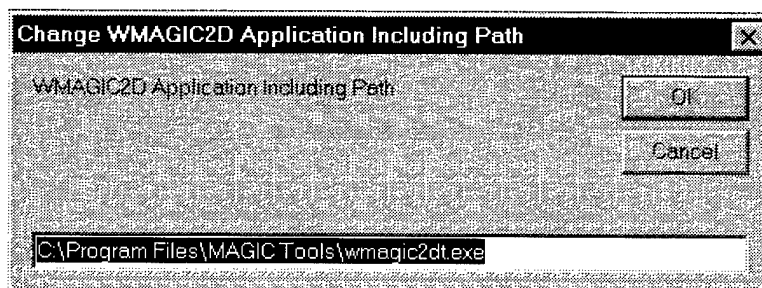 Change WMAGIC2D Application Including Path
WMAGIC2D Application Including Path
OK
Cancel
C:\Program Files\MAGIC Tools\wmagic2dt.exe